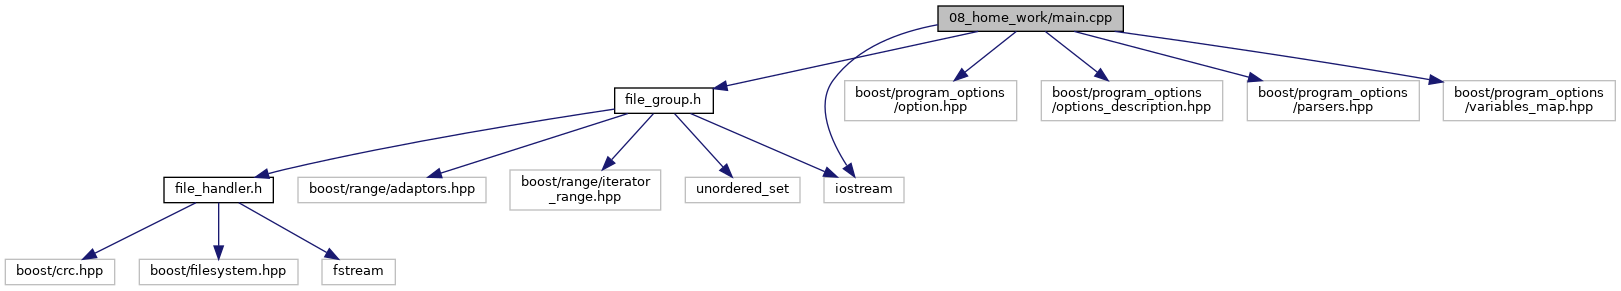 08_home_work/main.cpp
file_group.h
boost/program_options
/option.hpp
boost/program_options
/options_description.hpp
boost/program_options
/parsers.hpp
boost/program_options
/variables_map.hpp
file_handler.h
boost/range/adaptors.hpp
boost/range/iterator
_range.hpp
unordered_set
iostream
boost/crc.hpp
boost/filesystem.hpp
fstream